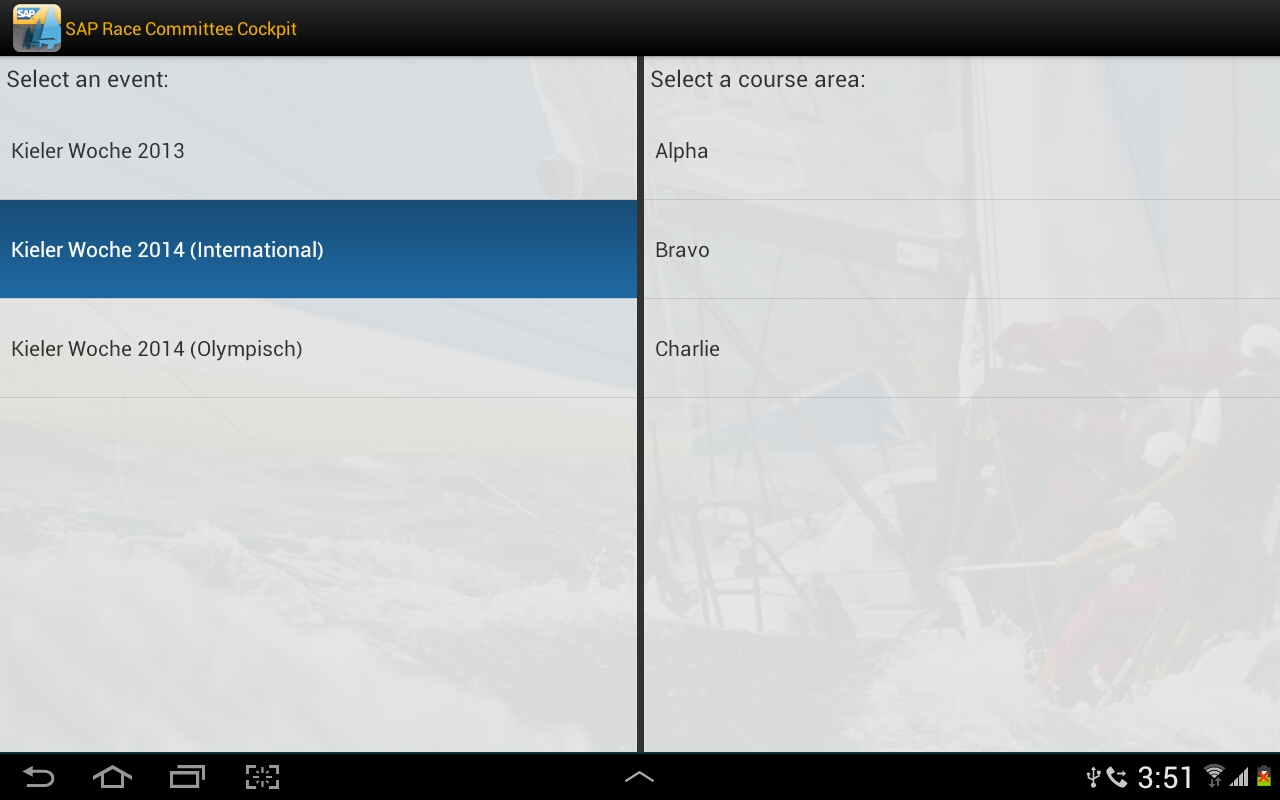 SAP
SAP Race Committee Cockpit
Select an event:
Kieler Woche 2013
Kieler Woche 2014 (International)
Kieler Woche 2014 (Olympisch)
Select a course area:
Alpha
Bravo
Charlie
3:51